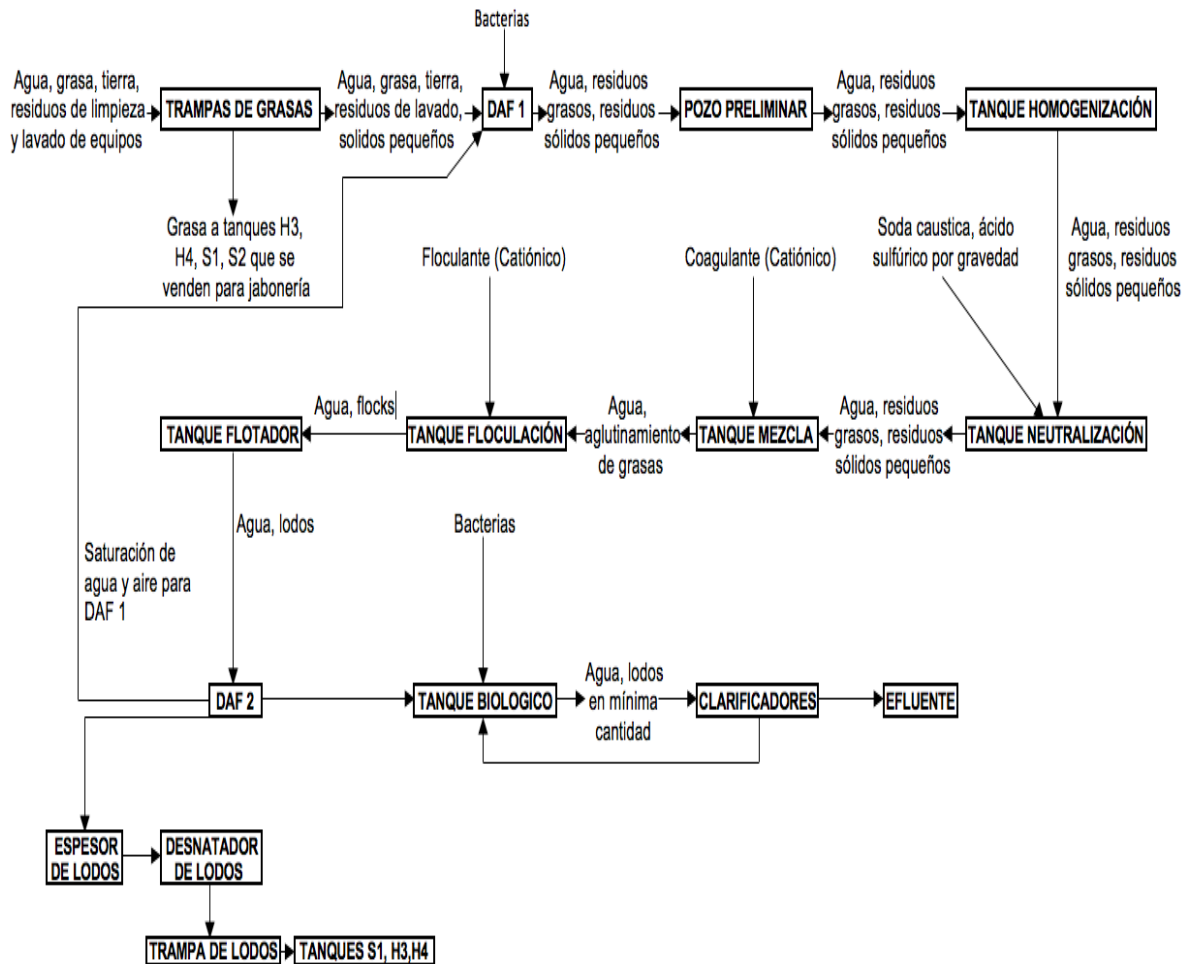 Bacterias
Agua, grasa, tierra,
residuos de limpieza
y lavado de equipos
TRAMPAS DE GRASAS
Agua, grasa, tierra,
residuos de lavado,
solidos pequeños
DAF 1
Agua, residuos
grasos, residuos
sólidos pequeños
POZO PRELIMINAR
Agua, residuos
grasos, residuos
sólidos pequeños
TANQUE HOMOGENIZACIÓN
Grasa a tanques H3,
H4, S1, S2 que se
venden para jabonería
Floculante (Catiónico)
Coagulante (Catiónico)
Soda caustica, ácido
sulfúrico por gravedad
Agua, residuos
grasos, residuos
sólidos pequeños
TANQUE FLOTADOR
Agua, flocks
TANQUE FLOCULACIÓN
Agua,
aglutinamiento
de grasas
TANQUE MEZCLA
Agua, residuos
grasos, residuos
sólidos pequeños
TANQUE NEUTRALIZACIÓN
Saturación de
agua y aire para
DAF 1
Agua, lodos
Bacterias
DAF 2
TANQUE BIOLOGICO
Agua, lodos
en mínima
cantidad
CLARIFICADORES
EFLUENTE
ESPESOR
DE LODOS
DESNATADOR
DE LODOS
TRAMPA DE LODOS
TANQUES S1, H3,H4